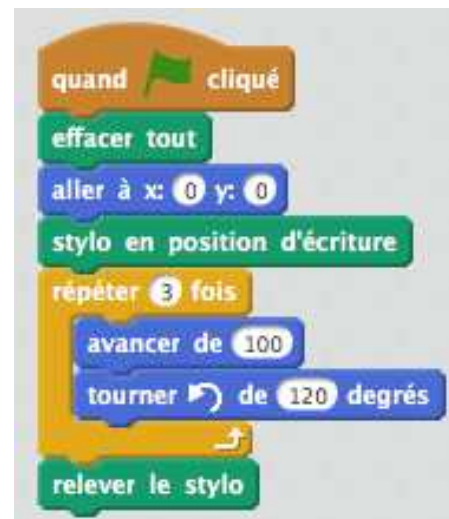 quand cliqué
effacer tout
aller à x: 0 y: 0
stylo en position d'écriture
répéter 3 fois
avancer de 100
tourner de 120 degrés
relever le stylo